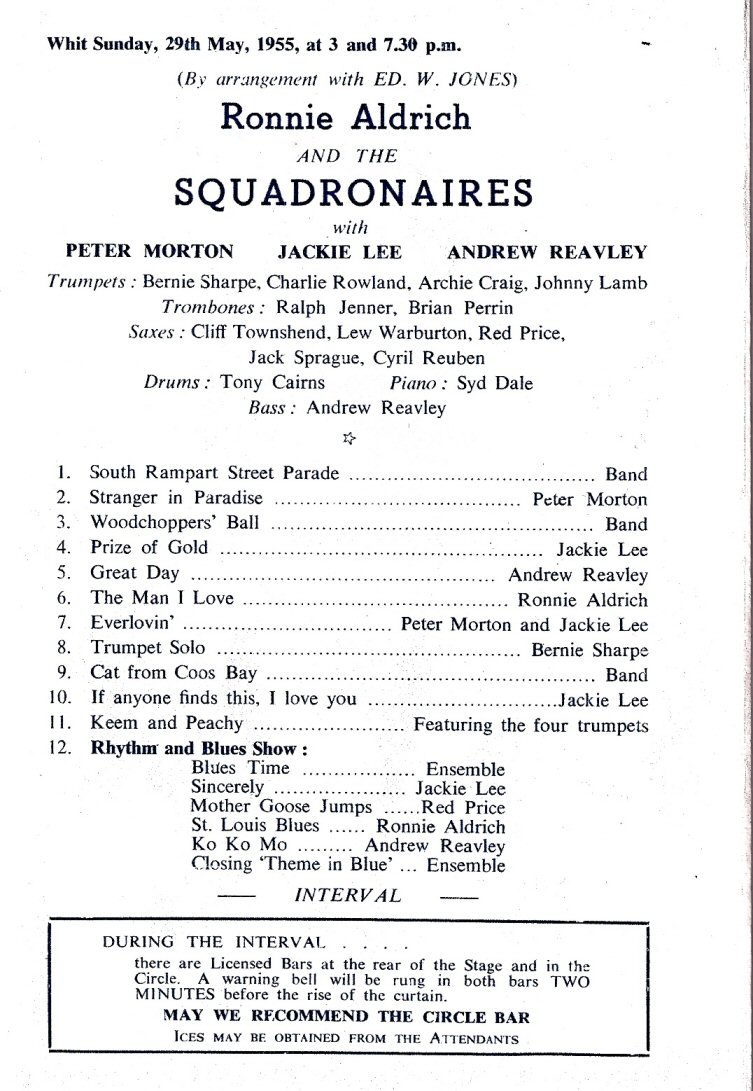 Whit Sunday, 29th May, 1955, at 3 and 7.30 p.m.
(By arrangement with ED. W. JONES)
Ronnie Aldrich
AND THE
SQUADRONAIRES
with
PETER MORTON JACKIE LEE ANDREW REAVLEY
Trumpets : Bernie Sharpe, Charlie Rowland, Archie Craig, Johnny Lamb
Trombones : Ralph Jenner, Brian Perrin
Saxes : Cliff Townshend, Lew Warburton, Red Price,
Jack Sprague, Cyril Reuben
Drums : Tony Cairns Piano : Syd Dale
Bass : Andrew Reavley
1. South Rampart Street Parade ....................................... Band
2. Stranger in Paradise ....................................... Peter Morton
3. Woodchoppers' Ball ................................................... Band
4. Prize of Gold ................................................... Jackie Lee
5. Great Day ................................................ Andrew Reavley
6. The Man I Love .......................................... Ronnie Aldrich
7. Everlovin' ................................. Peter Morton and Jackie Lee
8. Trumpet Solo ................................................ Bernie Sharpe
9. Cat from Coos Bay .................................................... Band
10. If anyone finds this, I love you ..............................Jackie Lee
11. Keem and Peachy ........................ Featuring the four trumpets
12. Rhythm and Blues Show :
Blues Time .................. Ensemble
Sincerely ..................... Jackie Lee
Mother Goose Jumps ......Red Price
St. Louis Blues ...... Ronnie Aldrich
Ko Ko Mo ......... Andrew Reavley
Closing 'Theme in Blue' ... Ensemble
INTERVAL
DURING THE INTERVAL . . . .
there are Licensed Bars at the rear of the Stage and in the
Circle. A warning bell will be rung in both bars TWO
MINUTES before the rise of the curtain.
MAY WE RECOMMEND THE CIRCLE BAR
ICES MAY BE OBTAINED FROM THE ATTENDANTS